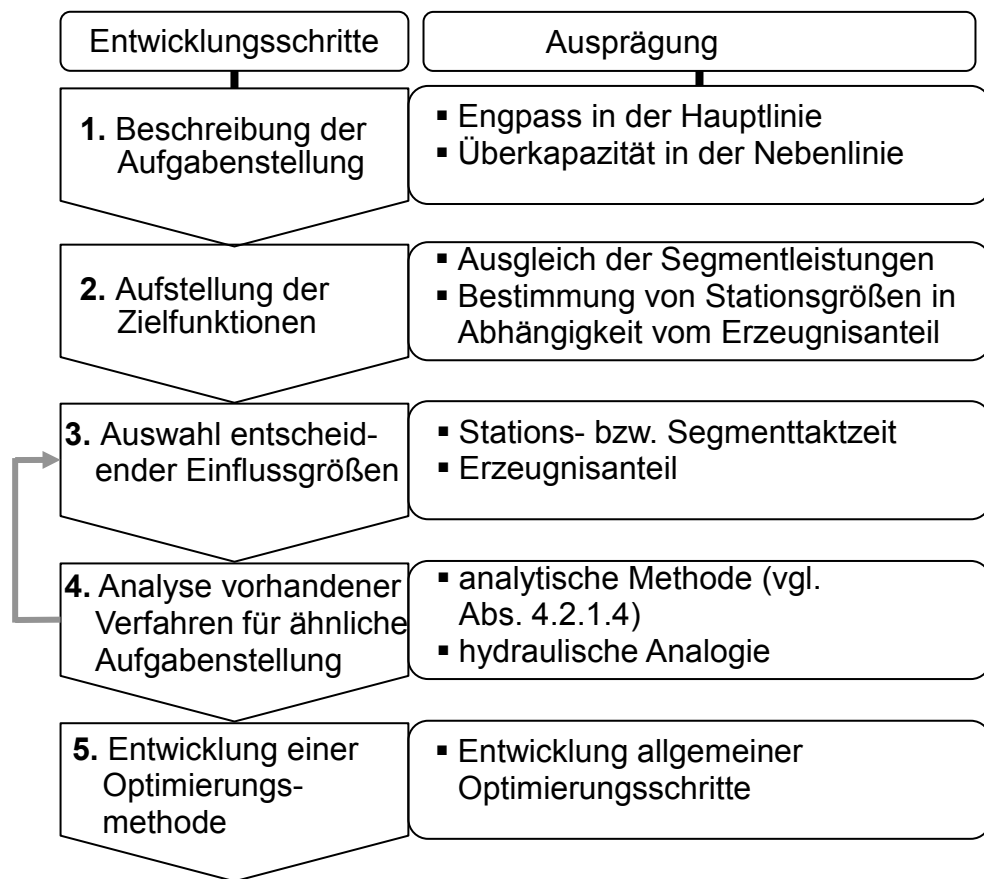 Entwicklungsschritte
Ausprägung
1. Beschreibung der
Aufgabenstellung
▪ Engpass in der Hauptlinie
▪ Überkapazität in der Nebenlinie
2. Aufstellung der
Zielfunktionen
▪ Ausgleich der Segmentleistungen
▪ Bestimmung von Stationsgrößen in
Abhängigkeit vom Erzeugnisanteil
3. Auswahl entscheid-
ender Einflussgrößen
▪ Stations- bzw. Segmenttaktzeit
▪ Erzeugnisanteil
4. Analyse vorhandener
Verfahren für ähnliche
Aufgabenstellung
▪ analytische Methode (vgl.
Abs. 4.2.1.4)
▪ hydraulische Analogie
5. Entwicklung einer
Optimierungs-
methode
▪ Entwicklung allgemeiner
Optimierungsschritte